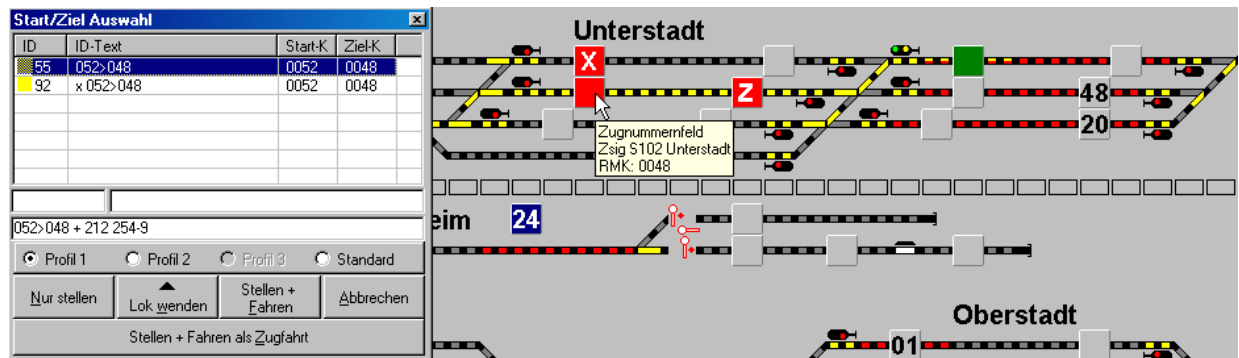 Start/Ziel Auswahl
ID ID-Text Start-K Ziel-K
55 052>048 0052 0048
92 x 052>048 0052 0048
052>048 + 212 254-9
Profil 1 Profil 2 Profil 3 Standard
Nur stellen Lok wenden Stellen + Fahren Abbrechen
Stellen + Fahren als Zugfahrt
Unterstadt
X
Z
48
20
Zugnummernfeld
Zsig S102 Unterstadt
RMK: 0048
eim 24
Oberstadt
01